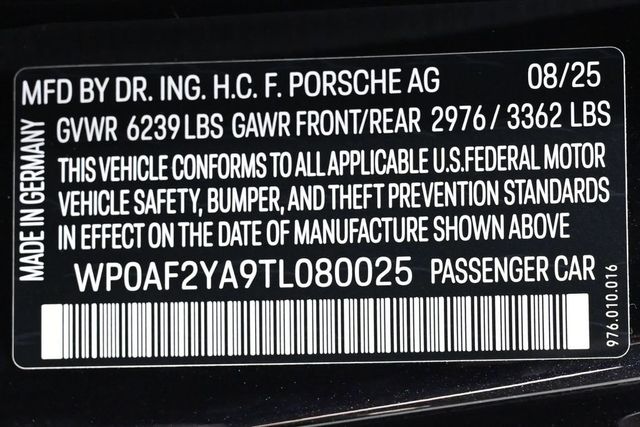 MFD BY DR. ING. H.C. F. PORSCHE AG 08/25
GVWR 6239 LBS GAWR FRONT/REAR 2976 / 3362 LBS
THIS VEHICLE CONFORMS TO ALL APPLICABLE U.S.FEDERAL MOTOR
VEHICLE SAFETY, BUMPER, AND THEFT PREVENTION STANDARDS
IN EFFECT ON THE DATE OF MANUFACTURE SHOWN ABOVE
WP0AF2YA9TL080025 PASSENGER CAR
MADE IN GERMANY
976.010.016